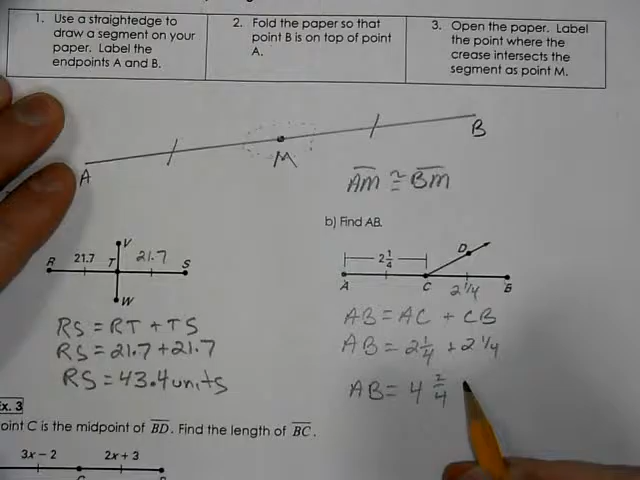 1. Use a straightedge to draw a segment on your paper. Label the endpoints A and B.
2. Fold the paper so that point B is on top of point A.
3. Open the paper. Label the point where the crease intersects the segment as point M.
A M B
AM ≅ BM
b) Find AB.
V
21.7 21.7
R T S
W
D
2 1/4
A C B
2 1/4
RS = RT + TS
RS = 21.7 + 21.7
RS = 43.4 units
AB = AC + CB
AB = 2 1/4 + 2 1/4
AB = 4 2/4
Ex. 3
oint C is the midpoint of BD. Find the length of BC.
3x − 2 2x + 3